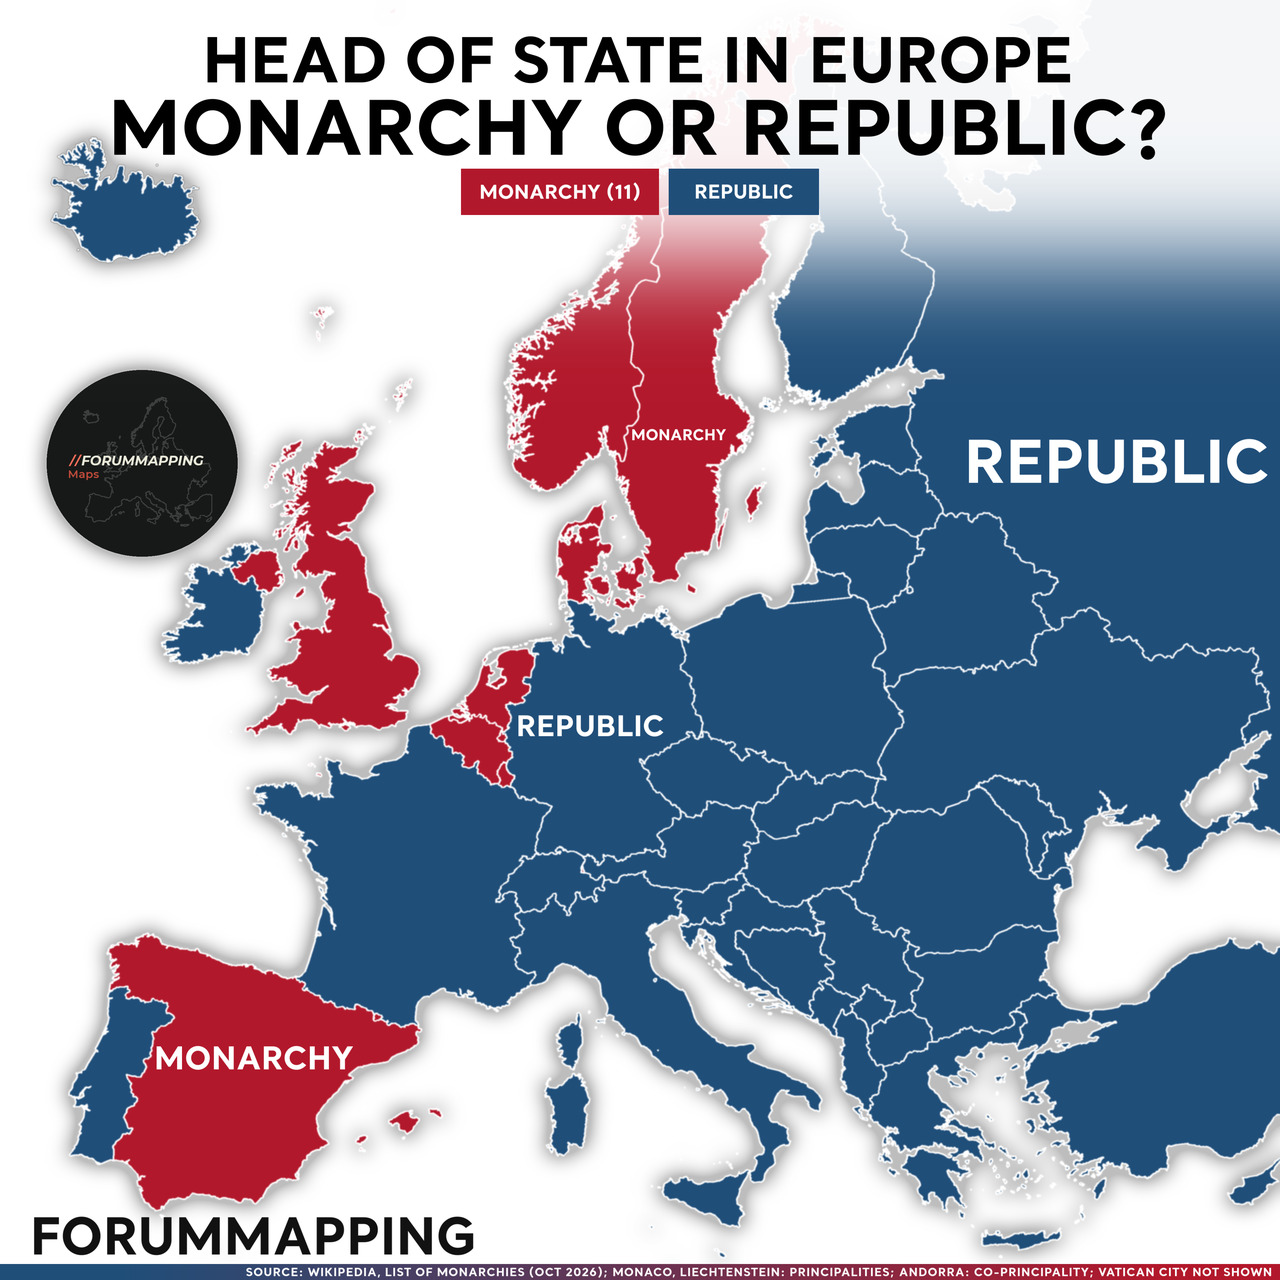 HEAD OF STATE IN EUROPE
MONARCHY OR REPUBLIC?
MONARCHY (11)
REPUBLIC
MONARCHY
REPUBLIC
//FORUMMAPPING
Maps
REPUBLIC
MONARCHY
FORUMMAPPING
SOURCE: WIKIPEDIA, LIST OF MONARCHIES (OCT 2026); MONACO, LIECHTENSTEIN: PRINCIPALITIES; ANDORRA: CO-PRINCIPALITY; VATICAN CITY NOT SHOWN